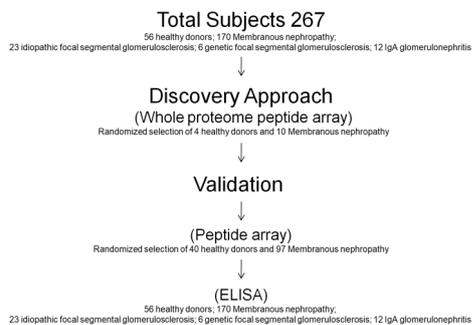 Total Subjects 267
56 healthy donors; 170 Membranous nephropathy;
23 idiopathic focal segmental glomerulosclerosis; 6 genetic focal segmental glomerulosclerosis; 12 IgA glomerulonephritis
Discovery Approach
(Whole proteome peptide array)
Randomized selection of 4 healthy donors and 10 Membranous nephropathy
Validation
(Peptide array)
Randomized selection of 40 healthy donors and 97 Membranous nephropathy
(ELISA)
56 healthy donors; 170 Membranous nephropathy;
23 idiopathic focal segmental glomerulosclerosis; 6 genetic focal segmental glomerulosclerosis; 12 IgA glomerulonephritis